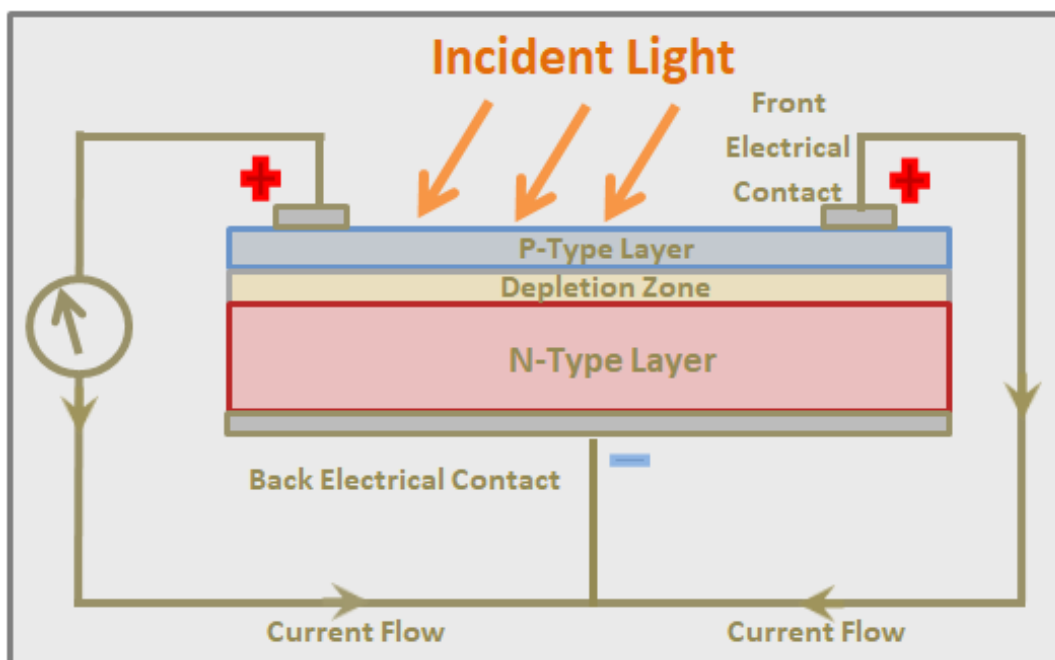 Incident Light
Front
Electrical
Contact
P-Type Layer
Depletion Zone
N-Type Layer
Back Electrical Contact
Current Flow
Current Flow